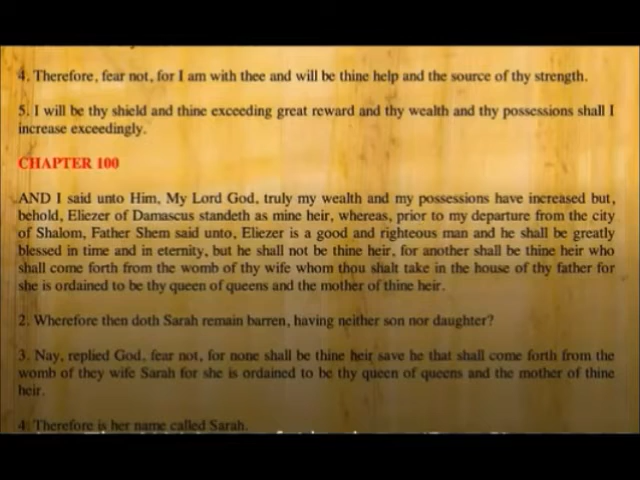 4. Therefore, fear not, for I am with thee and will be thine help and the source of thy strength.
5. I will be thy shield and thine exceeding great reward and thy wealth and thy possessions shall I
increase exceedingly.
CHAPTER 100
AND I said unto Him, My Lord God, truly my wealth and my possessions have increased but,
behold, Eliezer of Damascus standeth as mine heir, whereas, prior to my departure from the city
of Shalom, Father Shem said unto, Eliezer is a good and righteous man and he shall be greatly
blessed in time and in eternity, but he shall not be thine heir, for another shall be thine heir who
shall come forth from the womb of thy wife whom thou shalt take in the house of thy father for
she is ordained to be thy queen of queens and the mother of thine heir.
2. Wherefore then doth Sarah remain barren, having neither son nor daughter?
3. Nay, replied God, fear not, for none shall be thine heir save he that shall come forth from the
womb of they wife Sarah for she is ordained to be thy queen of queens and the mother of thine
heir.
4. Therefore is her name called Sarah.